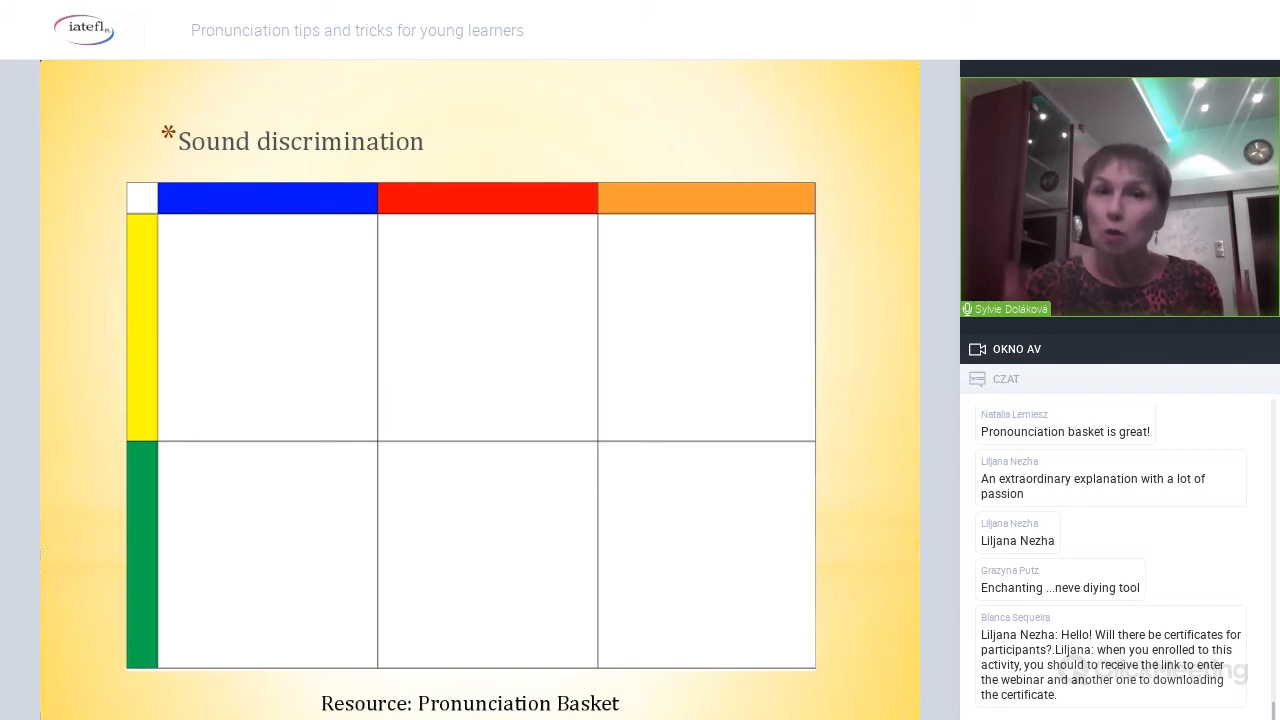 iatefl PL
Pronunciation tips and tricks for young learners
*Sound discrimination
Resource: Pronunciation Basket
Sylvie Doláková
OKNO AV
CZAT
Natalia Lemiesz
Pronounciation basket is great!
Liljana Nezha
An extraordinary explanation with a lot of
passion
Liljana Nezha
Liljana Nezha
Grazyna Putz
Enchanting ...neve diying tool
Blanca Sequeira
Liljana Nezha: Hello! Will there be certificates for
participants?.Liljana: when you enrolled to this
activity, you should to receive the link to enter
the webinar and another one to downloading
the certificate.
ClickMeeting